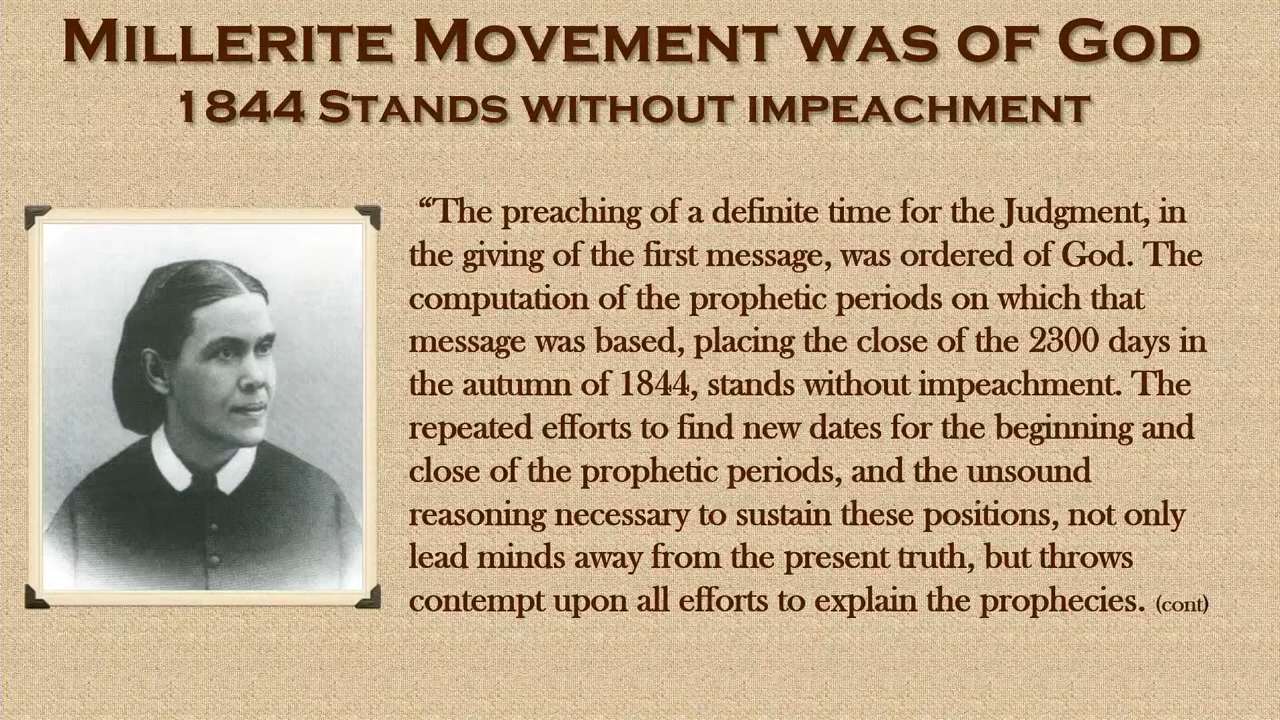 MILLERITE MOVEMENT WAS OF GOD
1844 STANDS WITHOUT IMPEACHMENT
“The preaching of a definite time for the Judgment, in
the giving of the first message, was ordered of God. The
computation of the prophetic periods on which that
message was based, placing the close of the 2300 days in
the autumn of 1844, stands without impeachment. The
repeated efforts to find new dates for the beginning and
close of the prophetic periods, and the unsound
reasoning necessary to sustain these positions, not only
lead minds away from the present truth, but throws
contempt upon all efforts to explain the prophecies. (cont)